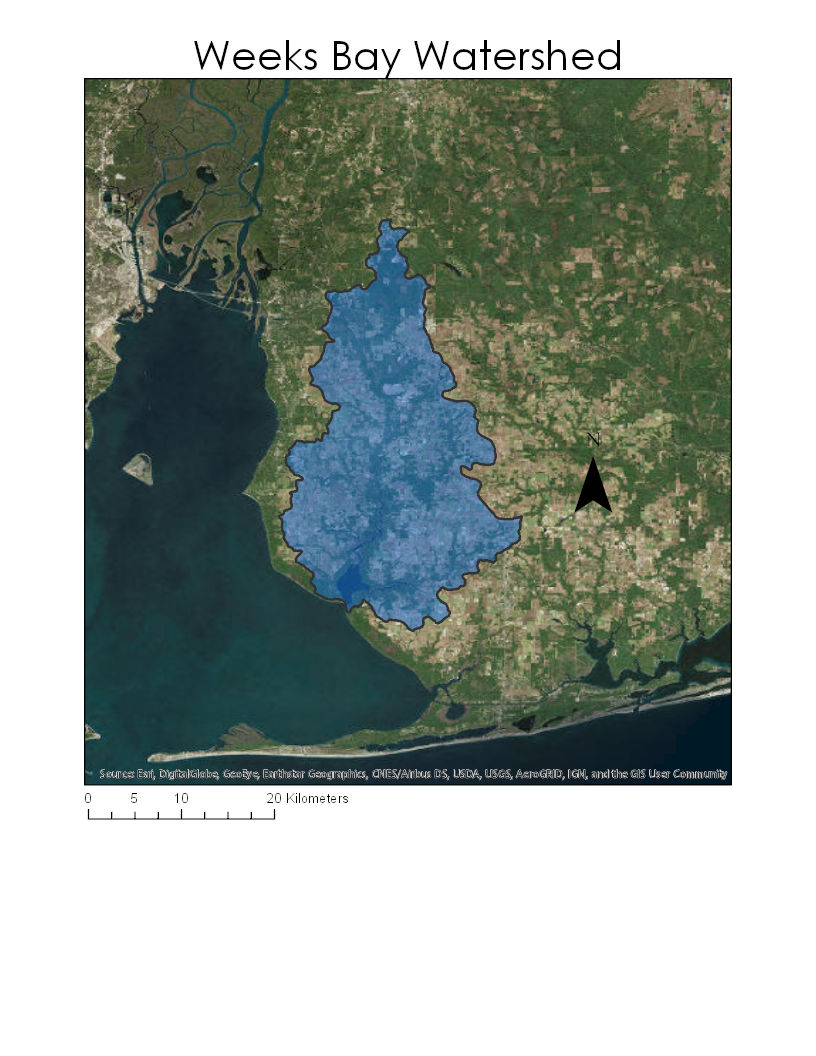 Weeks Bay Watershed
N
Source: Esri, DigitalGlobe, GeoEye, Earthstar Geographics, CNES/Airbus DS, USDA, USGS, AeroGRID, IGN, and the GIS User Community
0 5 10 20 Kilometers